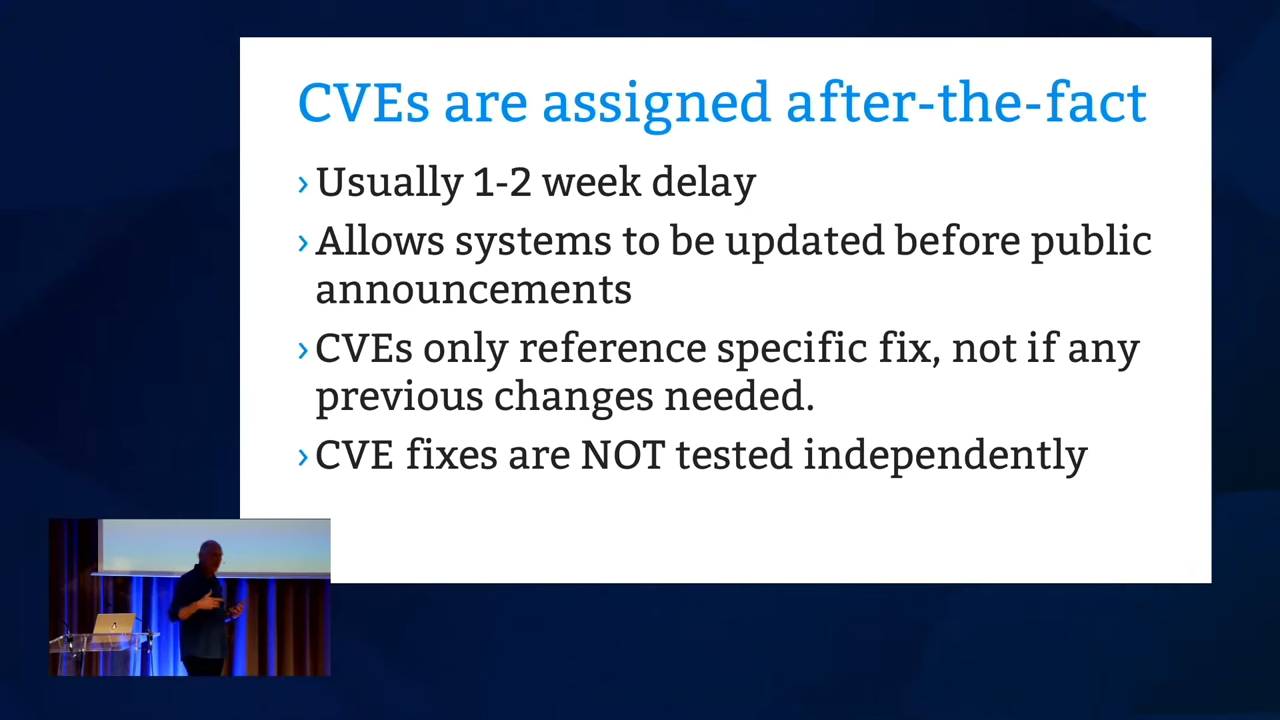 CVEs are assigned after-the-fact
› Usually 1-2 week delay
› Allows systems to be updated before public
announcements
› CVEs only reference specific fix, not if any
previous changes needed.
› CVE fixes are NOT tested independently